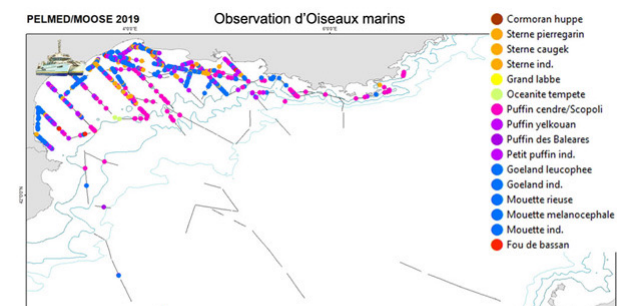 PELMED/MOOSE 2019
Observation d'Oiseaux marins
Cormoran huppe
Sterne pierregarin
Sterne caugek
Sterne ind.
Grand labbe
Oceanite tempete
Puffin cendre/Scopoli
Puffin yelkouan
Puffin des Baleares
Petit puffin ind.
Goeland leucophee
Goeland ind.
Mouette rieuse
Mouette melanocephale
Mouette ind.
Fou de bassan